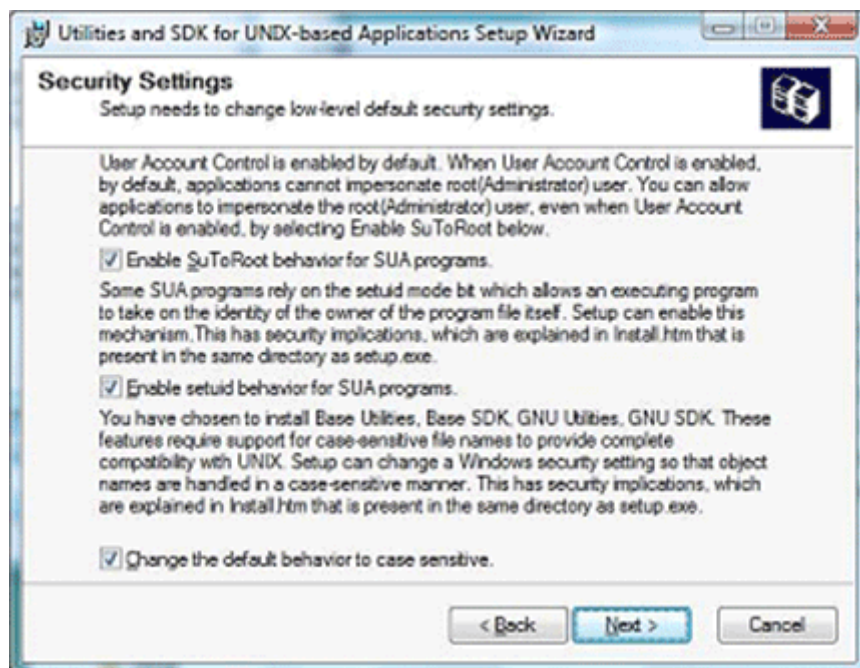 Utilities and SDK for UNIX-based Applications Setup Wizard
Security Settings
Setup needs to change low-level default security settings.
User Account Control is enabled by default. When User Account Control is enabled,
by default, applications cannot impersonate root(Administrator) user. You can allow
applications to impersonate the root(Administrator) user, even when User Account
Control is enabled, by selecting Enable SuToRoot below.
Enable SuToRoot behavior for SUA programs.
Some SUA programs rely on the setuid mode bit which allows an executing program
to take on the identity of the owner of the program file itself. Setup can enable this
mechanism.This has security implications, which are explained in Install.htm that is
present in the same directory as setup.exe.
Enable setuid behavior for SUA programs.
You have chosen to install Base Utilities, Base SDK, GNU Utilities, GNU SDK. These
features require support for case-sensitive file names to provide complete
compatibility with UNIX. Setup can change a Windows security setting so that object
names are handled in a case-sensitive manner. This has security implications, which
are explained in Install.htm that is present in the same directory as setup.exe.
Change the default behavior to case sensitive.
< Back
Next >
Cancel